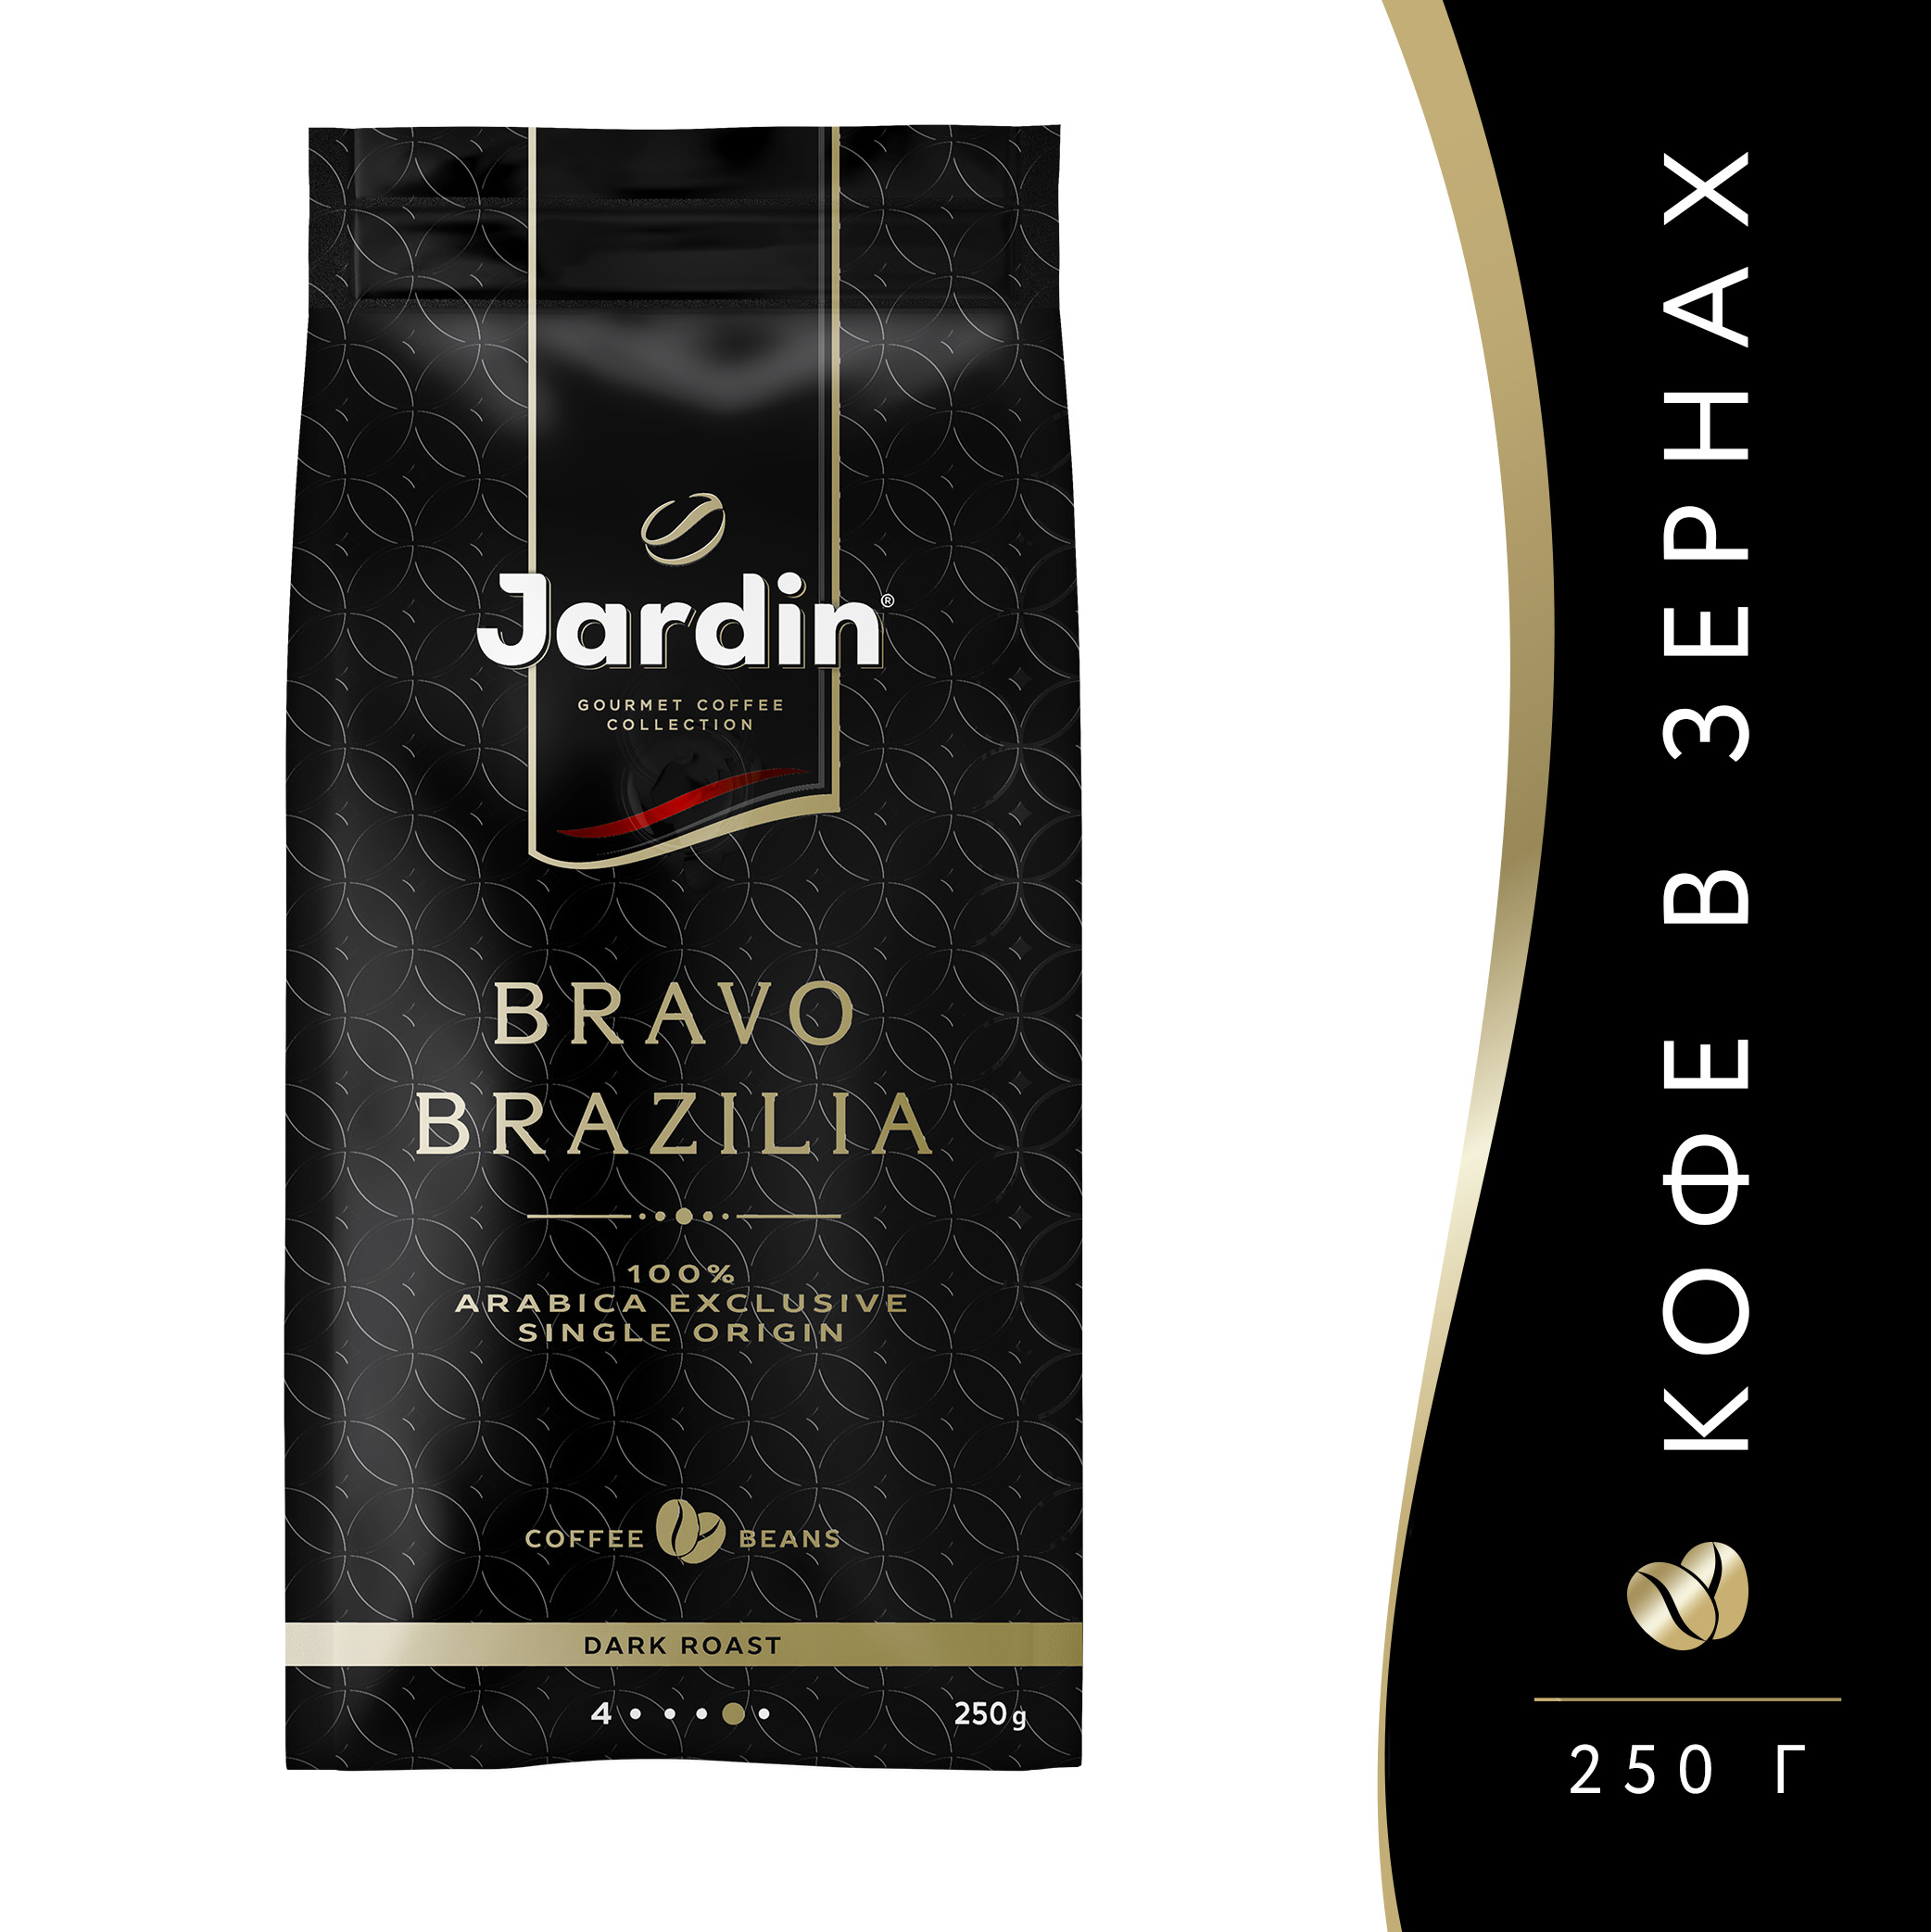 Jardin®
GOURMET COFFEE
COLLECTION
BRAVO
BRAZILIA
100%
ARABICA EXCLUSIVE
SINGLE ORIGIN
COFFEE BEANS
DARK ROAST
4
250g
КОФЕ В ЗЕРНАХ
250 Г